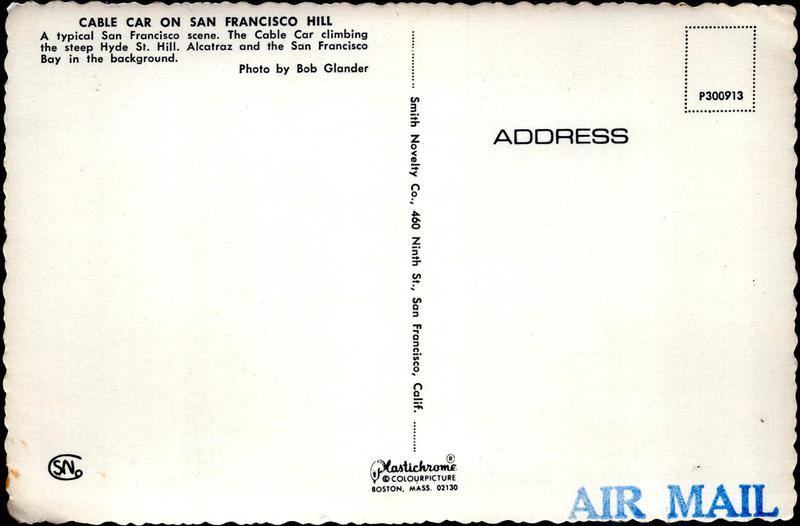 CABLE CAR ON SAN FRANCISCO HILL
A typical San Francisco scene. The Cable Car climbing
the steep Hyde St. Hill. Alcatraz and the San Francisco
Bay in the background.
Photo by Bob Glander
Smith Novelty Co., 460 Ninth St., San Francisco, Calif.
P300913
ADDRESS
SN
Plastichrome ®
© COLOURPICTURE
BOSTON, MASS. 02130
AIR MAIL